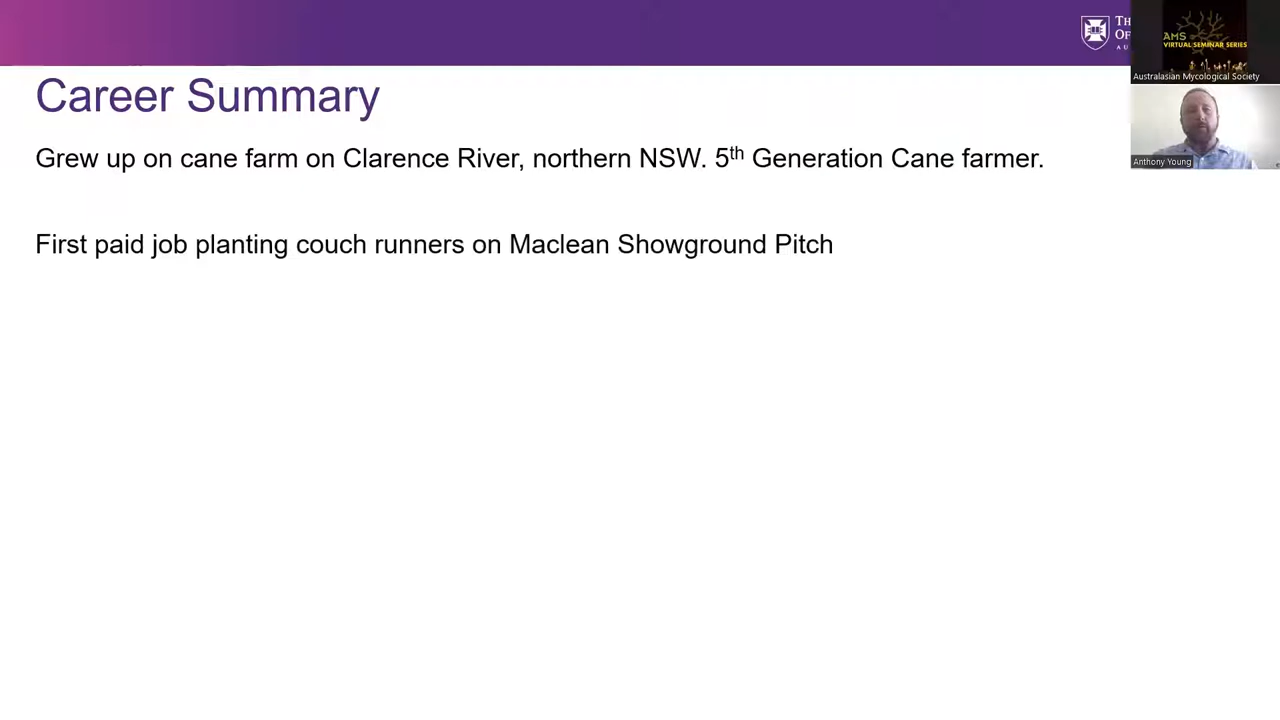 Career Summary
Grew up on cane farm on Clarence River, northern NSW. 5th Generation Cane farmer.
First paid job planting couch runners on Maclean Showground Pitch
AMS
VIRTUAL SEMINAR SERIES
Australasian Mycological Society
Anthony Young